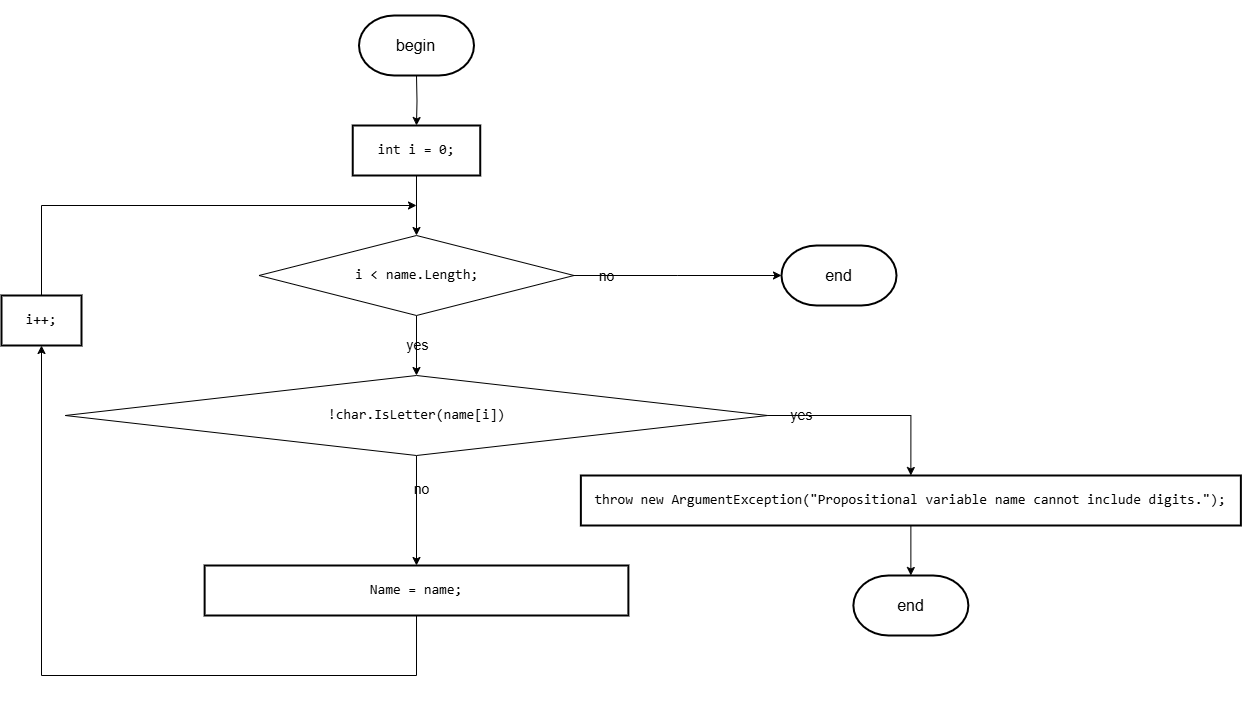 begin
int i = 0;
i < name.Length;
no
end
i++;
yes
!char.IsLetter(name[i])
yes
no
throw new ArgumentException("Propositional variable name cannot include digits.");
Name = name;
end